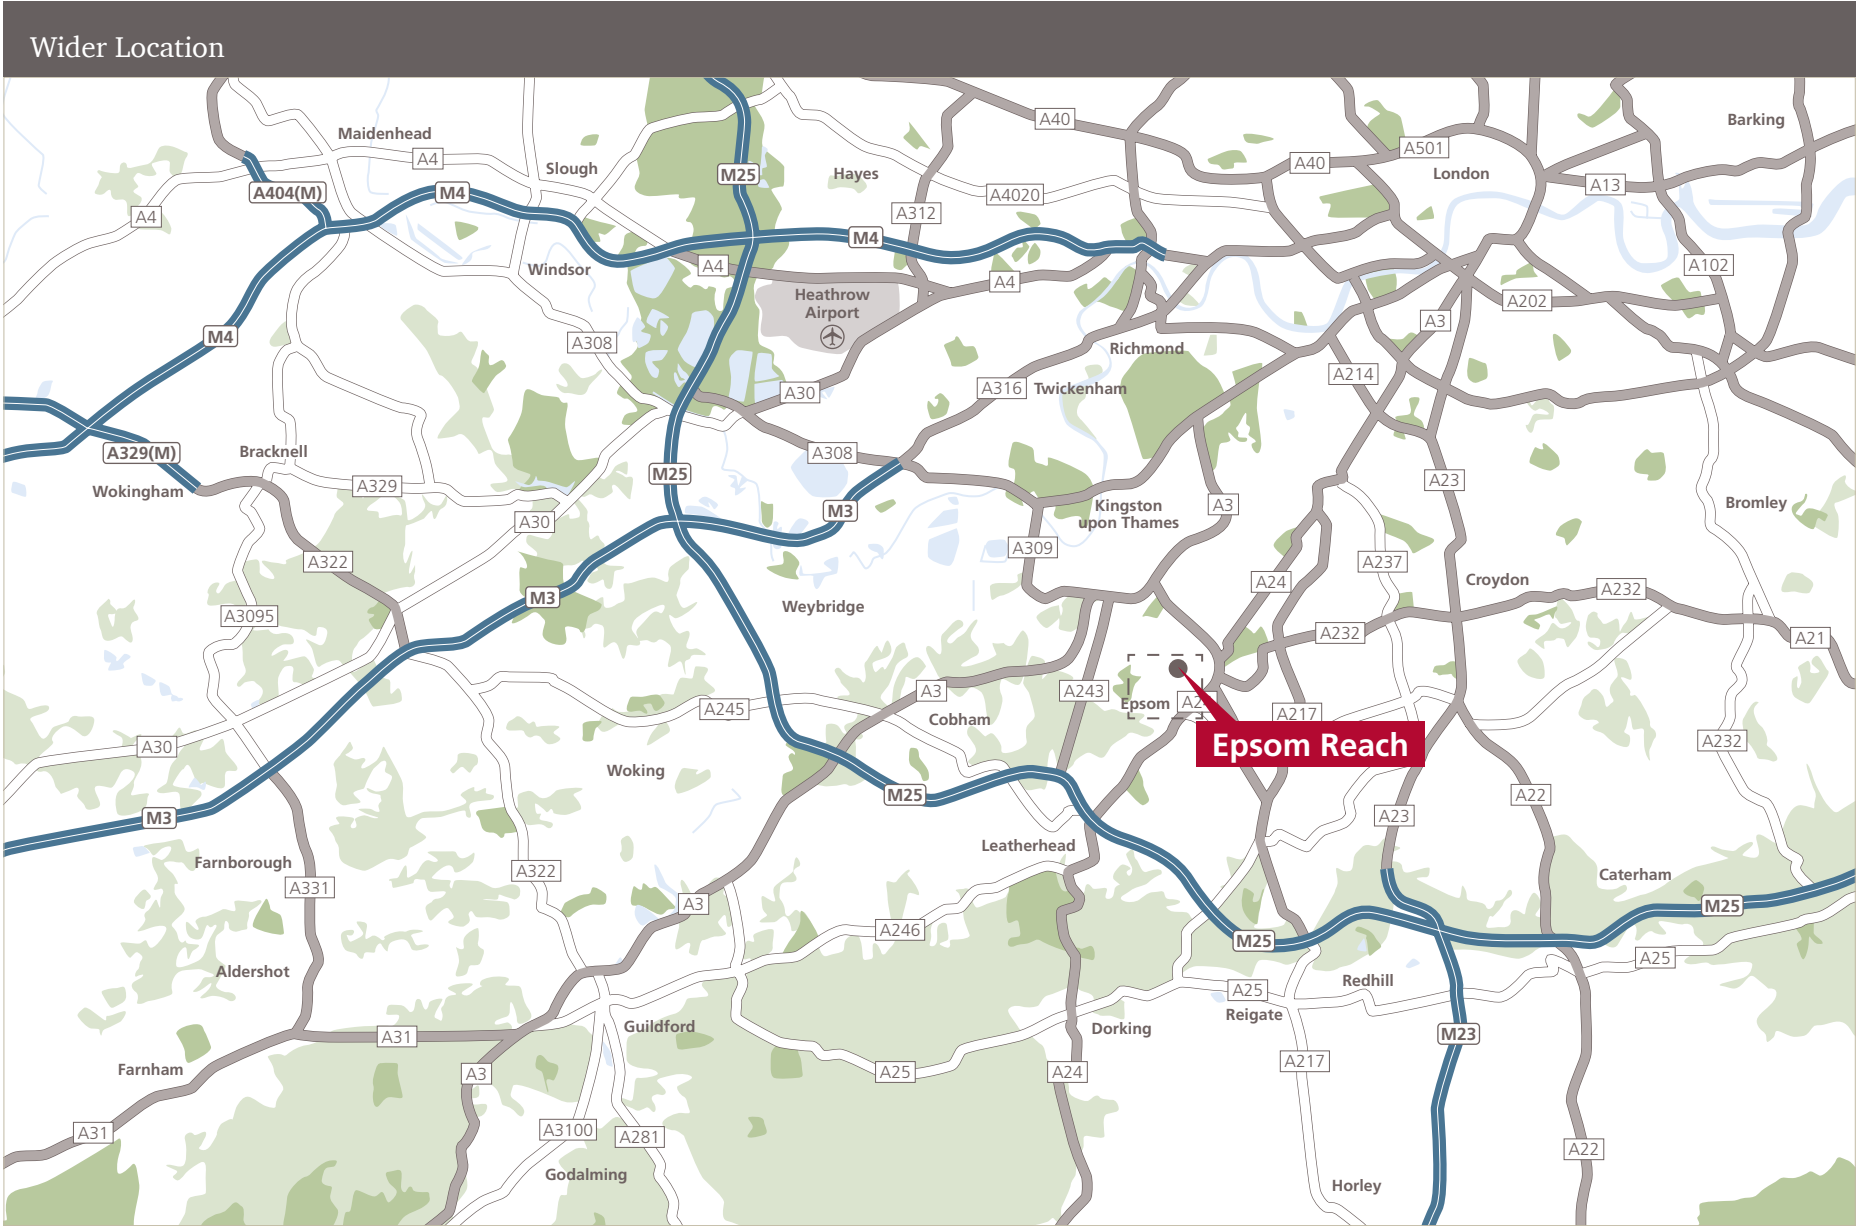 Wider Location
A40
Barking
Maidenhead
A4
A501
Slough
A40
London
M25
Hayes
A13
A404(M)
M4
A4020
A4
A312
M4
Windsor
A4
A102
A4
Heathrow
Airport
A202
M4
A308
A3
Richmond
A214
A30
A316
Twickenham
A329(M)
Bracknell
A308
M25
A23
Wokingham
A329
A3
Bromley
M3
Kingston
upon Thames
A30
A309
A322
A237
Croydon
A24
A232
M3
Weybridge
A3095
A232
A21
A3
A243
Epsom
A2
A245
A217
Cobham
A232
A30
Epsom Reach
Woking
M25
A22
M3
A23
Leatherhead
Farnborough
A322
Caterham
A331
A3
M25
A246
M25
A25
Aldershot
Redhill
A25
Reigate
Guildford
Dorking
A31
M23
A217
Farnham
A3
A25
A24
A31
A3100
A281
A22
Godalming
Horley